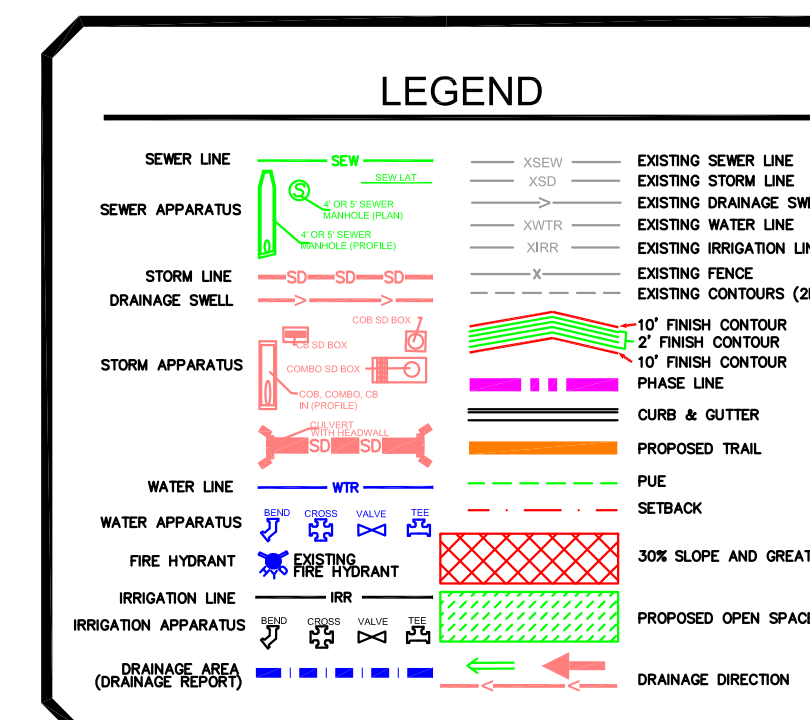 LEGEND
SEWER LINE
SEW
SEW LAT
SEWER APPARATUS
S
4' OR 5' SEWER
MANHOLE (PLAN)
4' OR 5' SEWER
MANHOLE (PROFILE)
STORM LINE
SD SD SD
DRAINAGE SWELL
STORM APPARATUS
COB SD BOX
CB SD BOX
COMBO SD BOX
COB, COMBO, CB
IN (PROFILE)
CULVERT
WITH HEADWALL
SD SD
WATER LINE
WTR
WATER APPARATUS
BEND CROSS VALVE TEE
FIRE HYDRANT
EXISTING
FIRE HYDRANT
IRRIGATION LINE
IRR
IRRIGATION APPARATUS
BEND CROSS VALVE TEE
DRAINAGE AREA
(DRAINAGE REPORT)
XSEW EXISTING SEWER LINE
XSD EXISTING STORM LINE
EXISTING DRAINAGE
XWTR EXISTING WATER LINE
XIRR EXISTING IRRIGATION
X EXISTING FENCE
EXISTING CONTOURS
10' FINISH CONTOUR
2' FINISH CONTOUR
10' FINISH CONTOUR
PHASE LINE
CURB & GUTTER
PROPOSED TRAIL
PUE
SETBACK
30% SLOPE AND
PROPOSED OPEN
DRAINAGE DIRECTION